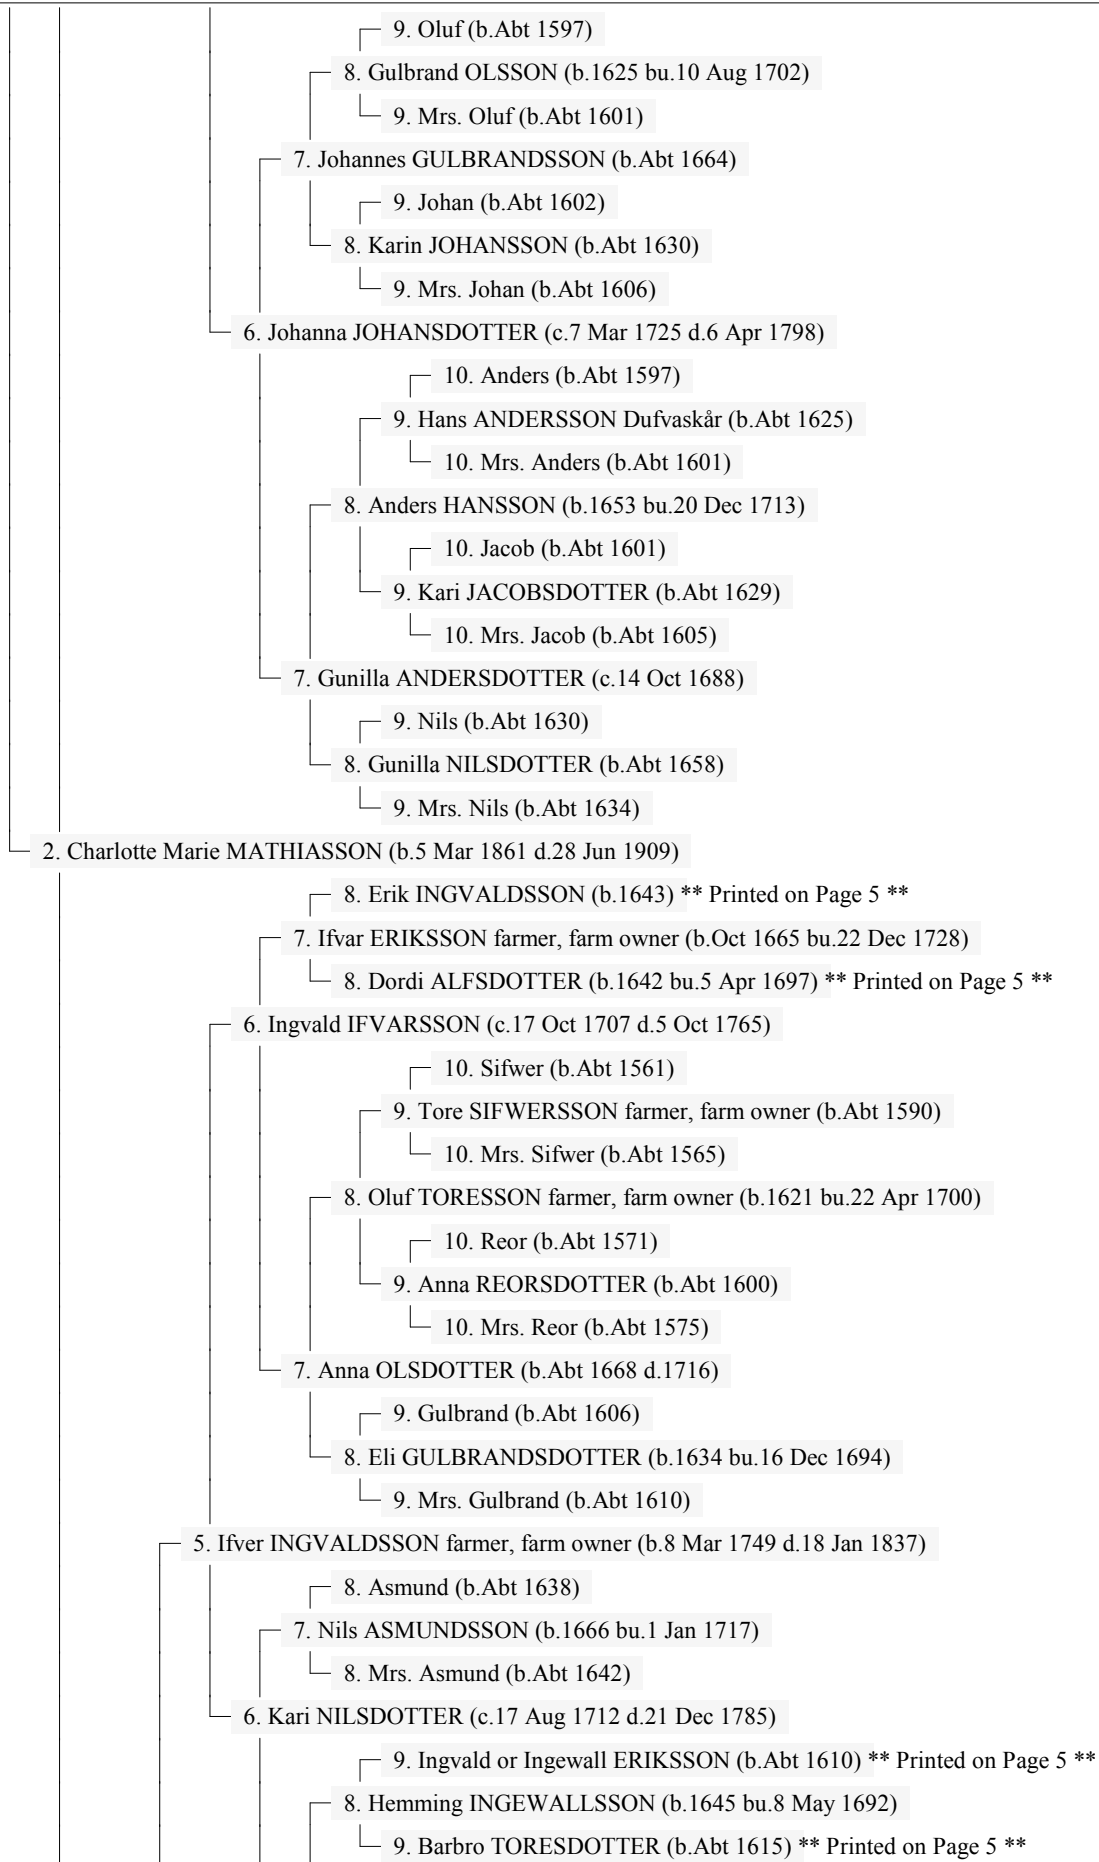 9. Oluf (b.Abt 1597)
8. Gulbrand OLSSON (b.1625 bu.10 Aug 1702)
9. Mrs. Oluf (b.Abt 1601)
7. Johannes GULBRANDSSON (b.Abt 1664)
9. Johan (b.Abt 1602)
8. Karin JOHANSSON (b.Abt 1630)
9. Mrs. Johan (b.Abt 1606)
6. Johanna JOHANSDOTTER (c.7 Mar 1725 d.6 Apr 1798)
10. Anders (b.Abt 1597)
9. Hans ANDERSSON Dufvaskår (b.Abt 1625)
10. Mrs. Anders (b.Abt 1601)
8. Anders HANSSON (b.1653 bu.20 Dec 1713)
10. Jacob (b.Abt 1601)
9. Kari JACOBSDOTTER (b.Abt 1629)
10. Mrs. Jacob (b.Abt 1605)
7. Gunilla ANDERSDOTTER (c.14 Oct 1688)
9. Nils (b.Abt 1630)
8. Gunilla NILSDOTTER (b.Abt 1658)
9. Mrs. Nils (b.Abt 1634)
2. Charlotte Marie MATHIASSON (b.5 Mar 1861 d.28 Jun 1909)
8. Erik INGVALDSSON (b.1643) ** Printed on Page 5 **
7. Ifvar ERIKSSON farmer, farm owner (b.Oct 1665 bu.22 Dec 1728)
8. Dordi ALFSDOTTER (b.1642 bu.5 Apr 1697) ** Printed on Page 5 **
6. Ingvald IFVARSSON (c.17 Oct 1707 d.5 Oct 1765)
10. Sifwer (b.Abt 1561)
9. Tore SIFWERSSON farmer, farm owner (b.Abt 1590)
10. Mrs. Sifwer (b.Abt 1565)
8. Oluf TORESSON farmer, farm owner (b.1621 bu.22 Apr 1700)
10. Reor (b.Abt 1571)
9. Anna REORSDOTTER (b.Abt 1600)
10. Mrs. Reor (b.Abt 1575)
7. Anna OLSDOTTER (b.Abt 1668 d.1716)
9. Gulbrand (b.Abt 1606)
8. Eli GULBRANDSDOTTER (b.1634 bu.16 Dec 1694)
9. Mrs. Gulbrand (b.Abt 1610)
5. Ifver INGVALDSSON farmer, farm owner (b.8 Mar 1749 d.18 Jan 1837)
8. Asmund (b.Abt 1638)
7. Nils ASMUNDSSON (b.1666 bu.1 Jan 1717)
8. Mrs. Asmund (b.Abt 1642)
6. Kari NILSDOTTER (c.17 Aug 1712 d.21 Dec 1785)
9. Ingvald or Ingewall ERIKSSON (b.Abt 1610) ** Printed on Page 5 **
8. Hemming INGEWALLSSON (b.1645 bu.8 May 1692)
9. Barbro TORESDOTTER (b.Abt 1615) ** Printed on Page 5 **